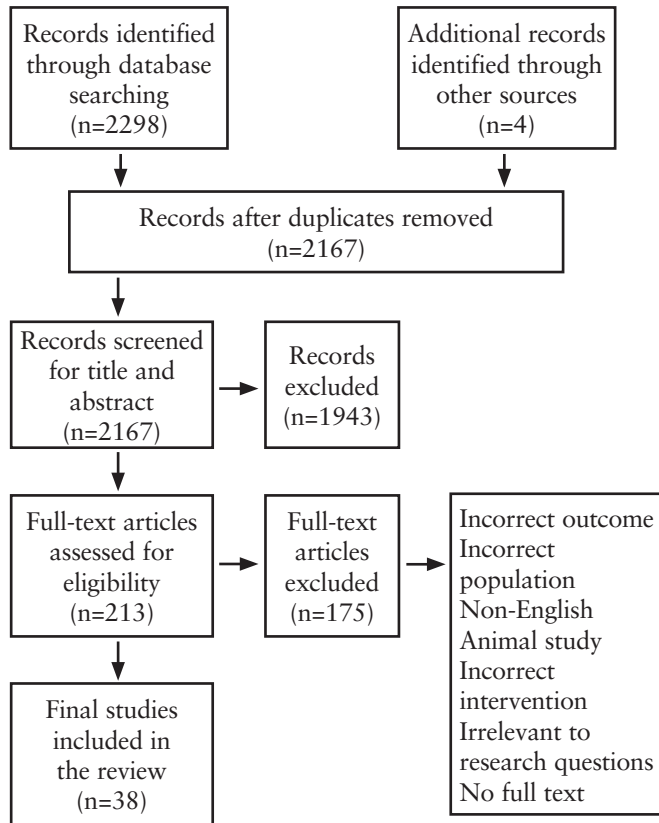 Records identified
through database
searching
(n=2298)
Additional records
identified through
other sources
(n=4)
Records after duplicates removed
(n=2167)
Records screened
for title and
abstract
(n=2167)
Records
excluded
(n=1943)
Full-text articles
assessed for
eligibility
(n=213)
Full-text
articles
excluded
(n=175)
Incorrect outcome
Incorrect
population
Non-English
Animal study
Incorrect
intervention
Irrelevant to
research questions
No full text
Final studies
included in
the review
(n=38)